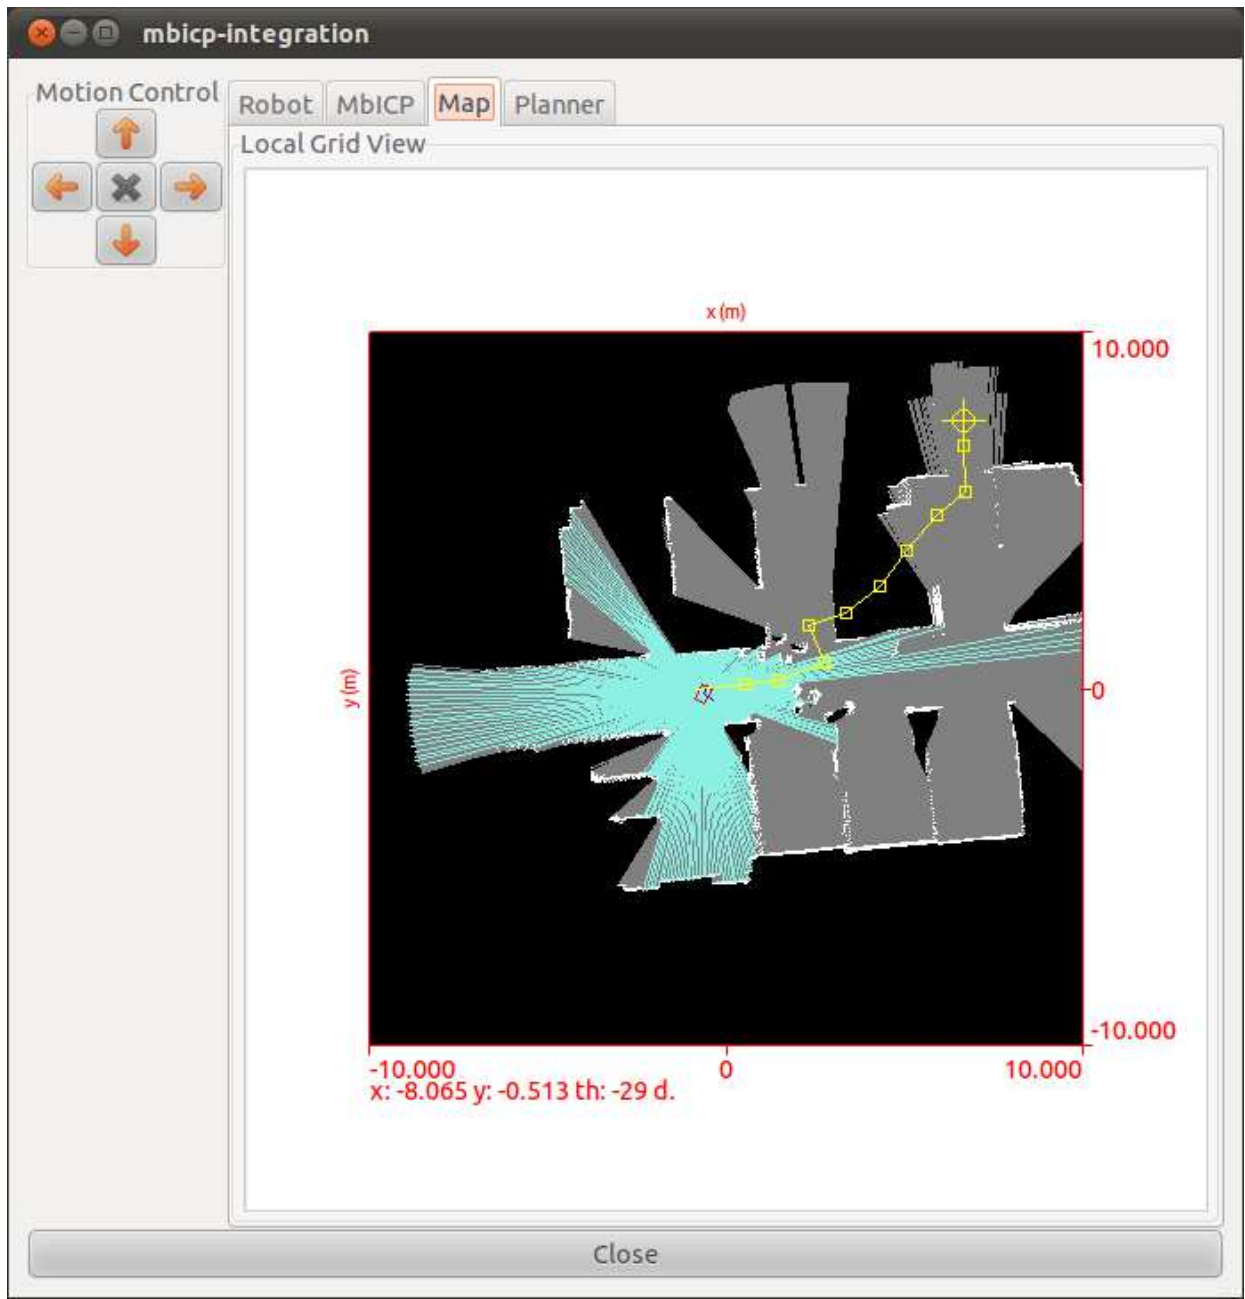 mbicp-integration
Motion Control
Robot MbICP Map Planner
Local Grid View
x (m)
10.000
y (m)
0
-10.000
-10.000 0 10.000
x: -8.065 y: -0.513 th: -29 d.
Close